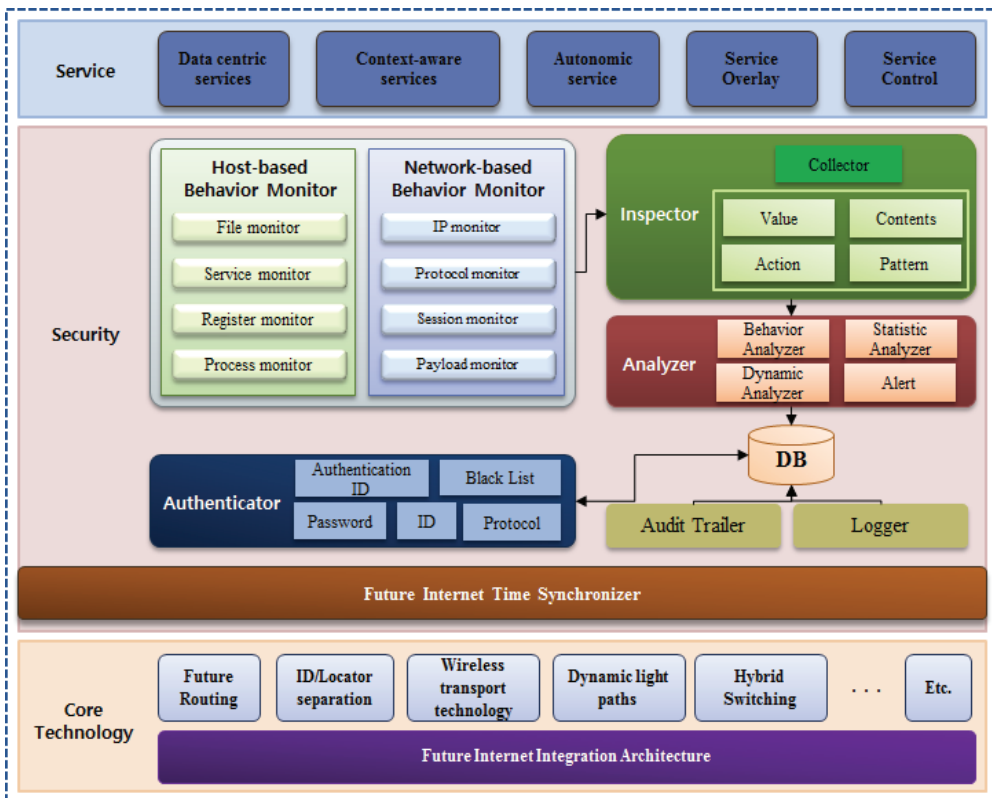 Service
Data centric
services
Context-aware
services
Autonomic
service
Service
Overlay
Service
Control
Security
Host-based
Behavior Monitor
File monitor
Service monitor
Register monitor
Process monitor
Network-based
Behavior Monitor
IP monitor
Protocol monitor
Session monitor
Payload monitor
Inspector
Collector
Value
Contents
Action
Pattern
Analyzer
Behavior
Analyzer
Statistic
Analyzer
Dynamic
Analyzer
Alert
DB
Authenticator
Authentication
ID
Black List
Password
ID
Protocol
Audit Trailer
Logger
Future Internet Time Synchronizer
Core
Technology
Future
Routing
ID/Locator
separation
Wireless
transport
technology
Dynamic light
paths
Hybrid
Switching
. . .
Etc.
Future Internet Integration Architecture